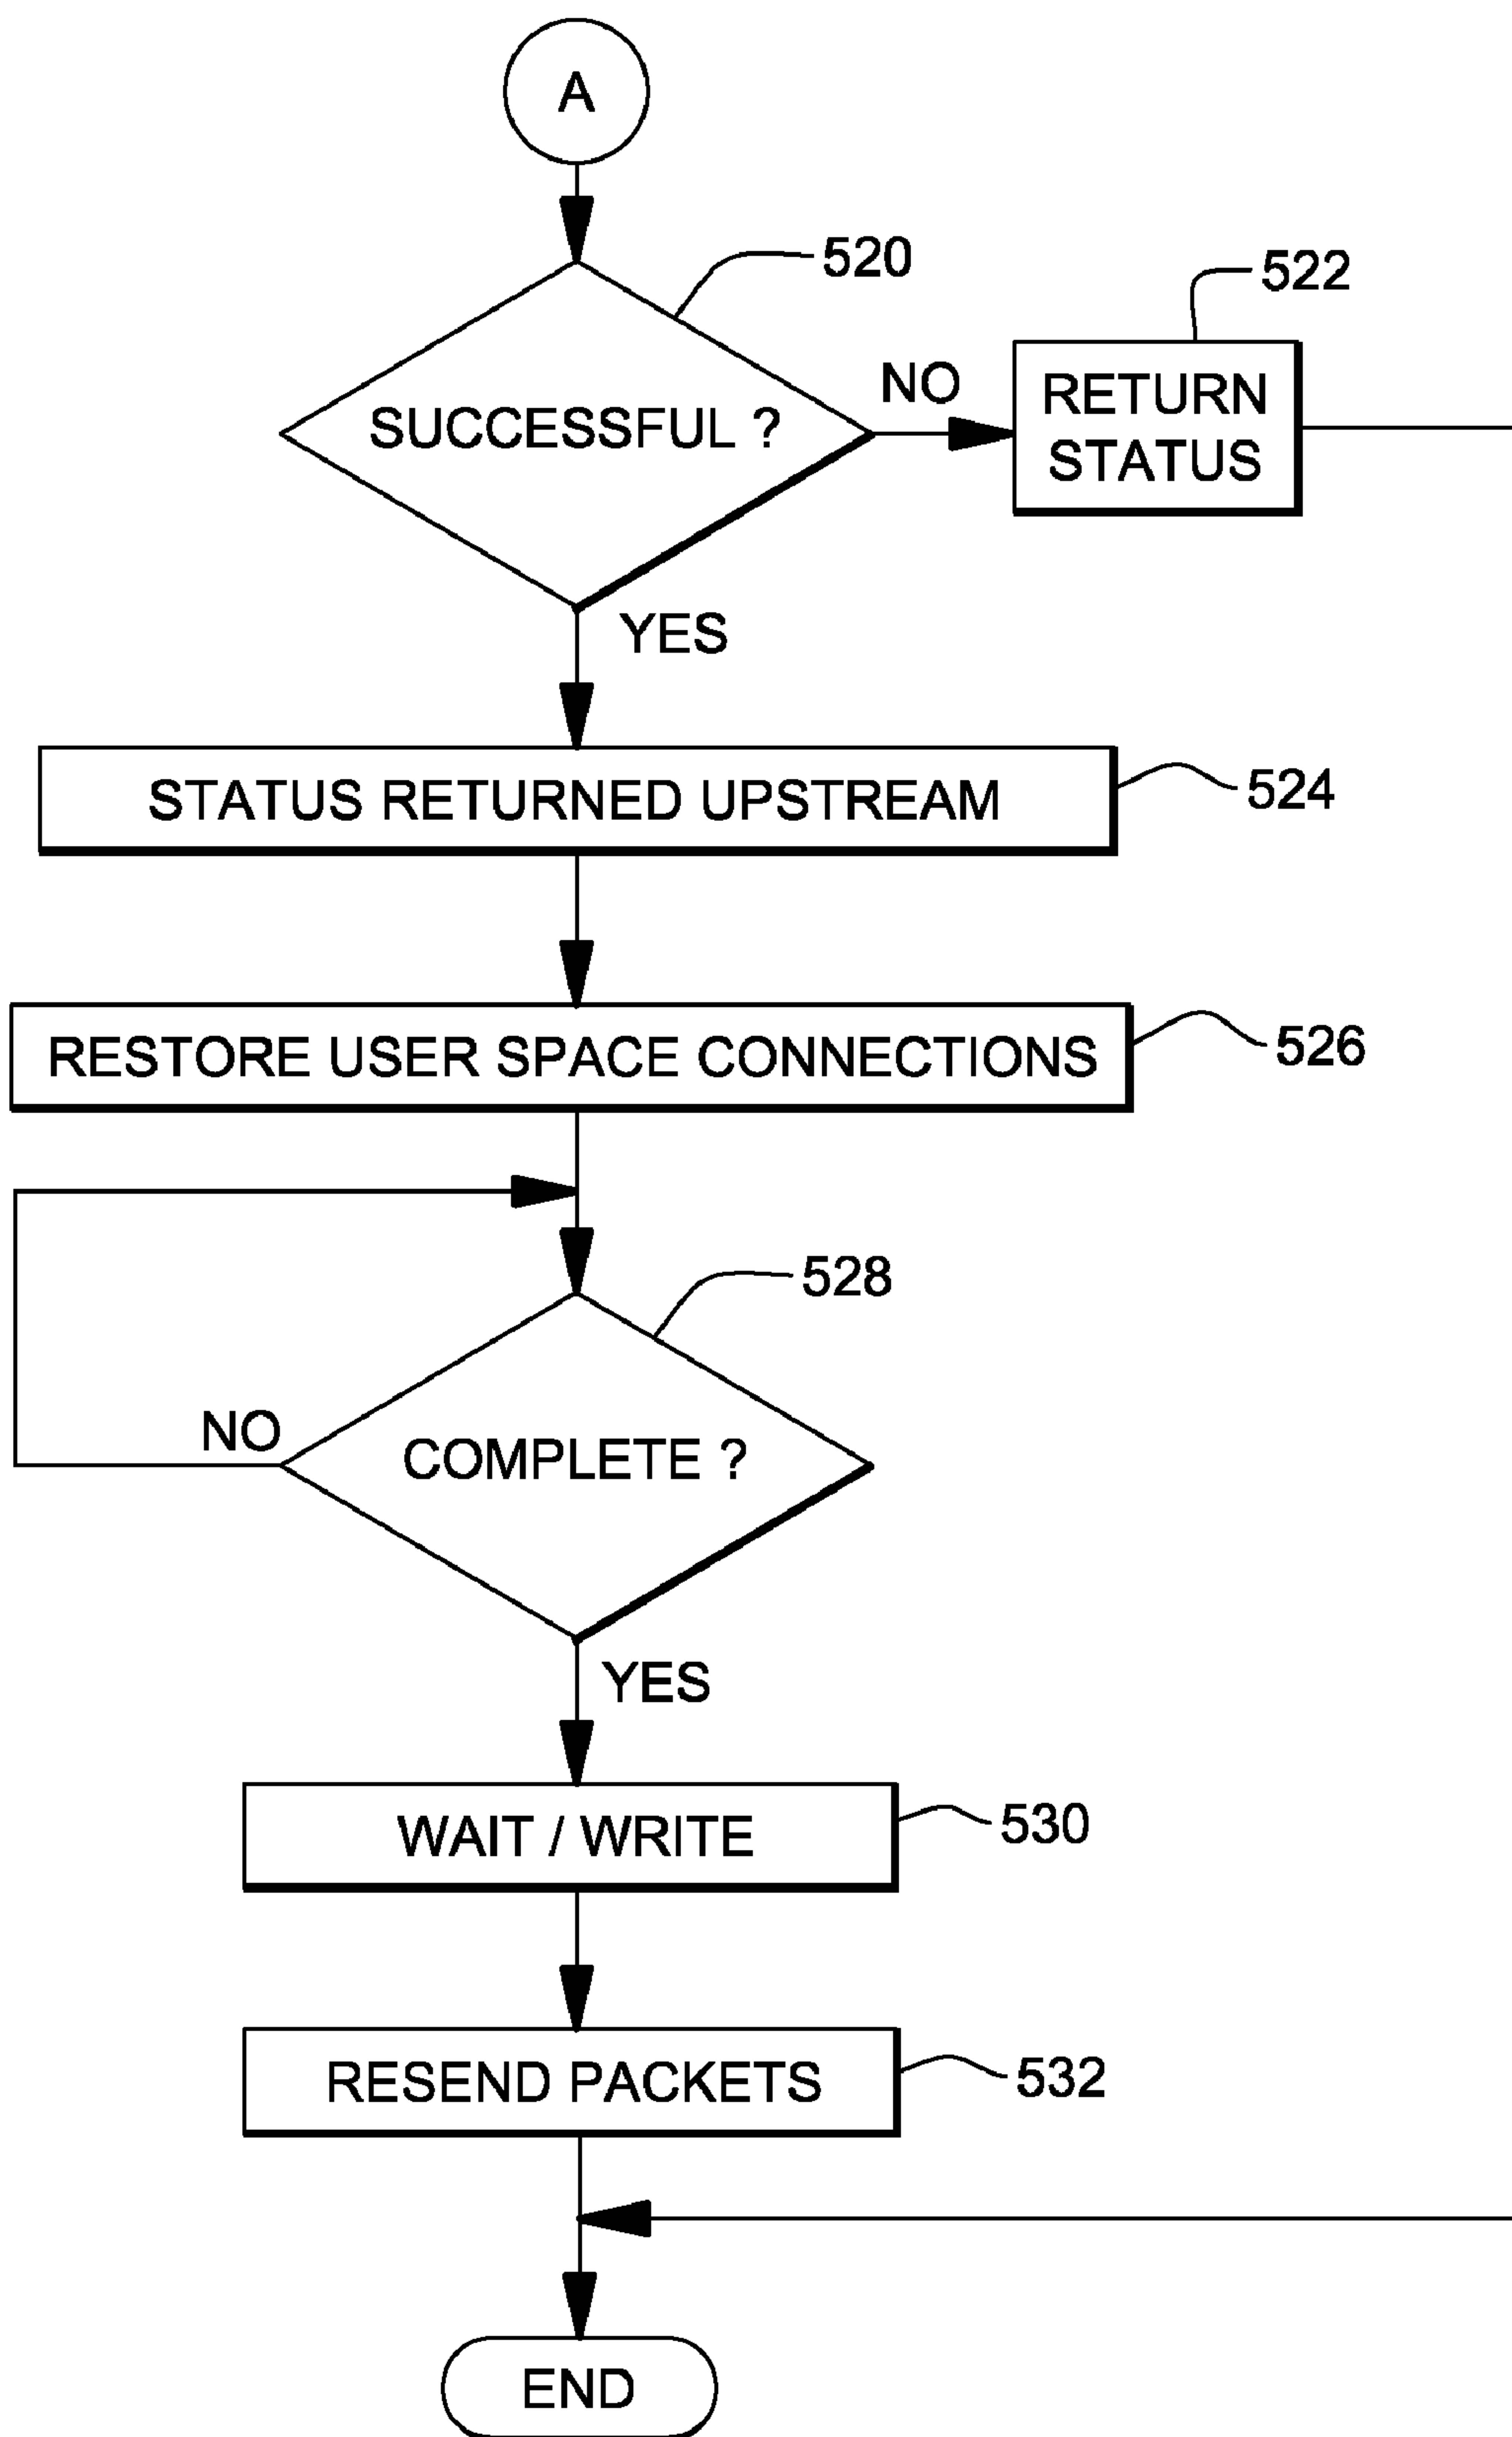 A
520
522
SUCCESSFUL ?
NO
RETURN
STATUS
YES
STATUS RETURNED UPSTREAM
524
RESTORE USER SPACE CONNECTIONS
526
528
NO
COMPLETE ?
YES
WAIT / WRITE
530
RESEND PACKETS
532
END